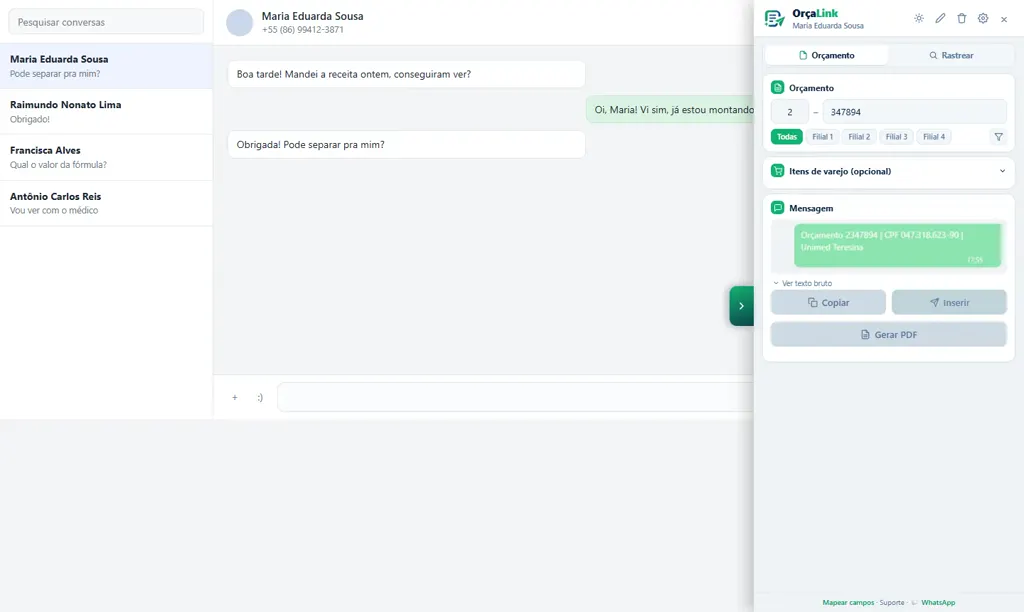 Pesquisar conversas
Maria Eduarda Sousa
Pode separar pra mim?
Raimundo Nonato Lima
Obrigado!
Francisca Alves
Qual o valor da fórmula?
Antônio Carlos Reis
Vou ver com o médico
Maria Eduarda Sousa
+55 (86) 99412-3871
Boa tarde! Mandei a receita ontem, conseguiram ver?
Oi, Maria! Vi sim, já estou montando
Obrigada! Pode separar pra mim?
+ :)
OrçaLink
Maria Eduarda Sousa
Orçamento Rastrear
Orçamento
2 – 347894
Todas Filial 1 Filial 2 Filial 3 Filial 4
Itens de varejo (opcional)
Mensagem
Orçamento 2347894 | CPF 047.318.623-90 |
Unimed Teresina
Ver texto bruto
Copiar Inserir
Gerar PDF
Mapear campos · Suporte · WhatsApp